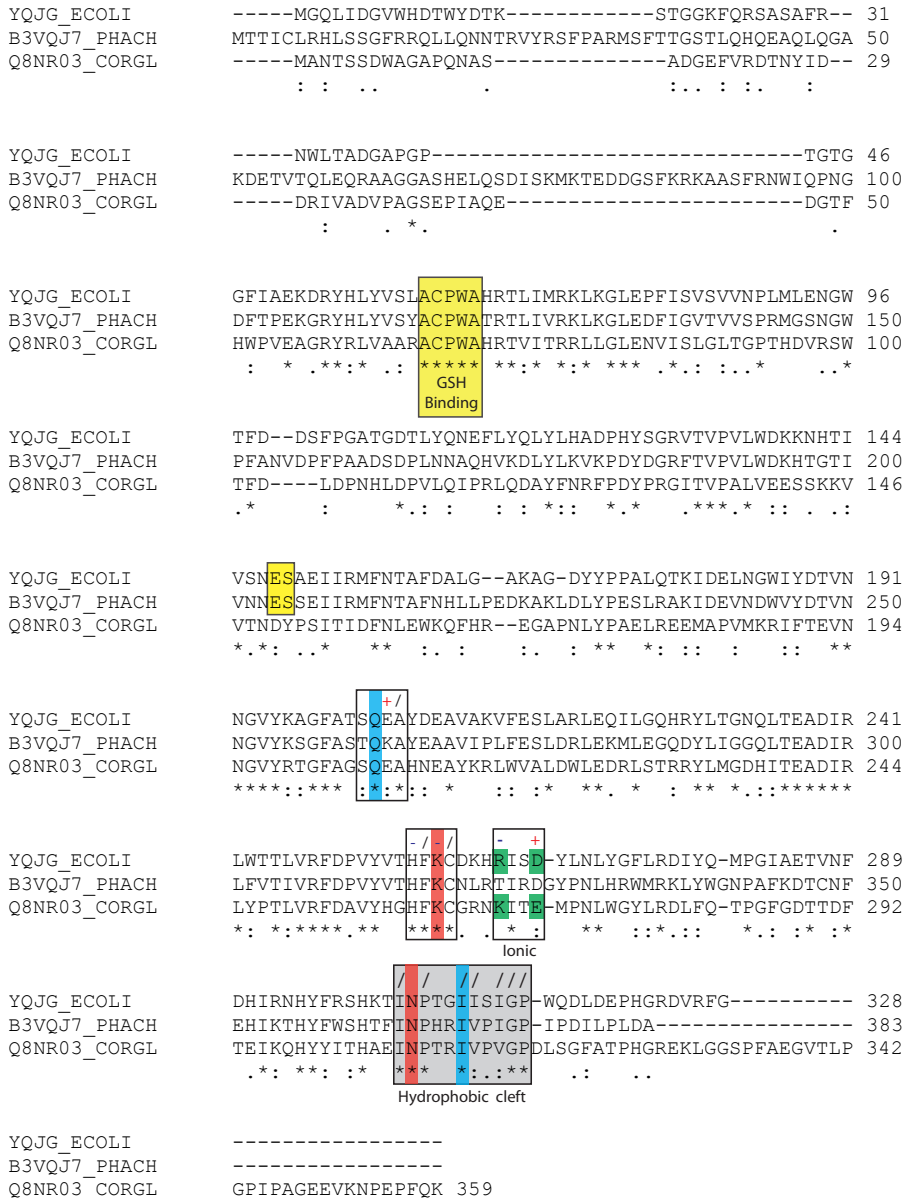 YQJG_ECOLI -----MGQLIDGVWHDTWYDTK------------STGGKFQRSASAFR-- 31
B3VQJ7_PHACH MTTICLRHLSSGFRRQLLQNNTRVYRSFPARMSFTTGSTLQHQEAQLQGA 50
Q8NR03_CORGL -----MANTSSDWAGAPQNAS-------------ADGEFVRDTNYID-- 29
: : .. . :.. : :. :
YQJG_ECOLI -----NWLTADGAPGP------------------------------TGTG 46
B3VQJ7_PHACH KDETVTQLEQRAAGGASHELQSDISKMKTEDDGSFKRKAASFRNWIQPNG 100
Q8NR03_CORGL -----DRIVADVPAGSEPIAQE------------------------DGTF 50
: . *. .
YQJG_ECOLI GFIAEKDRYHLYVSLACPWAHRTLIMRKLKGLEPFISVSVVNPLMLENGW 96
B3VQJ7_PHACH DFTPEKGRYHLYVSYACPWATRTLIVRKLKGLEDFIGVTVVSPRMGSNGW 150
Q8NR03_CORGL HWPVEAGRYRLVAARACPWAHRTVITRRLLGLENVISLGLTGPTHDVRSW 100
: * .**:* .: ***** **:* *:* *** .*.: :..* ..*
GSH
Binding
YQJG_ECOLI TFD--DSFPGATGDTLYQNEFLYQLYLHADPHYSGRVTVPVLWDKKNHTI 144
B3VQJ7_PHACH PFANVDPFPAADSDPLNNAQHVKDLYLKVKPDYDGRFTVPVLWDKHTGTI 200
Q8NR03_CORGL TFD----LDPNHLDPVLQIPRLQDAYFNRFPDYPRGITVPALVEESSKKV 146
.* : *.: : : *:: *.* .***.* :: . .:
YQJG_ECOLI VSNESAEIIRMFNTAFDALG--AKAG-DYYPPALQTKIDELNGWIYDTVN 191
B3VQJ7_PHACH VNNESSEIIRMFNTAFNHLLPEDKAKLDLYPESLRAKIDEVNDWVYDTVN 250
Q8NR03_CORGL VTNDYPSITIDFNLEWKQFHR--EGAPNLYPAELREEMAPVMKRIFTEVN 194
*.*: ..* ** :. : :. : ** *: :: : :: **
+ /
YQJG_ECOLI NGVYKAGFATSQEAYDEAVAKVFESLARLEQILGQHRYLTGNQLTEADIR 241
B3VQJ7_PHACH NGVYKSGFASTQKAYEAAVIPLFESLDRLEKMLEGQDYLIGGQLTEADIR 300
Q8NR03_CORGL NGVYRTGFAGSQEAHNEAYKRLWVALDWLEDRLSTRRYLMGDHITEADIR 244
****::*** :*:*:: * :: :* **. * : ** *.::******
- / - / - +
YQJG_ECOLI LWTTLVRFDPVYVTHFKCDKHRISD-YLNLYGFLRDIYQ-MPGIAETVNF 289
B3VQJ7_PHACH LFVTIVRFDPVYVTHFKCNLRTIRDGYPNLHRWMRKLYWGNPAFKDTCNF 350
Q8NR03_CORGL LYPTLVRFDAVYHGHFKCGRNKITE-MPNLWGYLRDLFQ-TPGFGDTTDF 292
*: *:****.** ****. . * : ** ::*.:: *.: :* :*
Ionic
/ / / / / / /
YQJG_ECOLI DHIRNHYFRSHKTINPTGIISIGP-WQDLDEPHGRDVRFG---------- 328
B3VQJ7_PHACH EHIKTHYFWSHTFINPHRIVPIGP-IPDILPLDA---------------- 383
Q8NR03_CORGL TEIKQHYYITHAEINPTRIVPVGPDLSGFATPHGREKLGGSPFAEGVTLP 342
.*: **: :* *** *:.:** .: ..
Hydrophobic cleft
YQJG_ECOLI -----------------
B3VQJ7_PHACH -----------------
Q8NR03_CORGL GPIPAGEEVKNPEPFQK 359